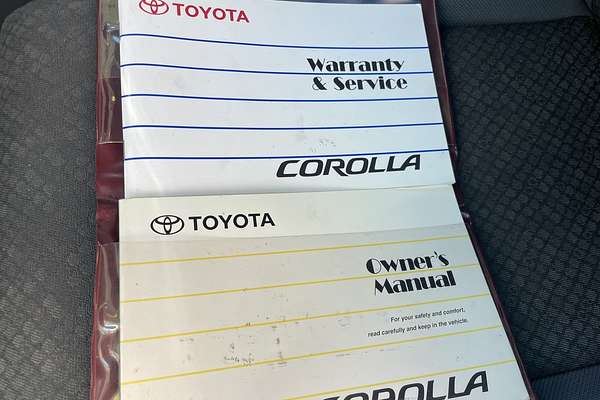 TOYOTA
Warranty
& Service
COROLLA
TOYOTA
Owner's
Manual
For your safety and comfort,
read carefully and keep in the vehicle.
COROLLA